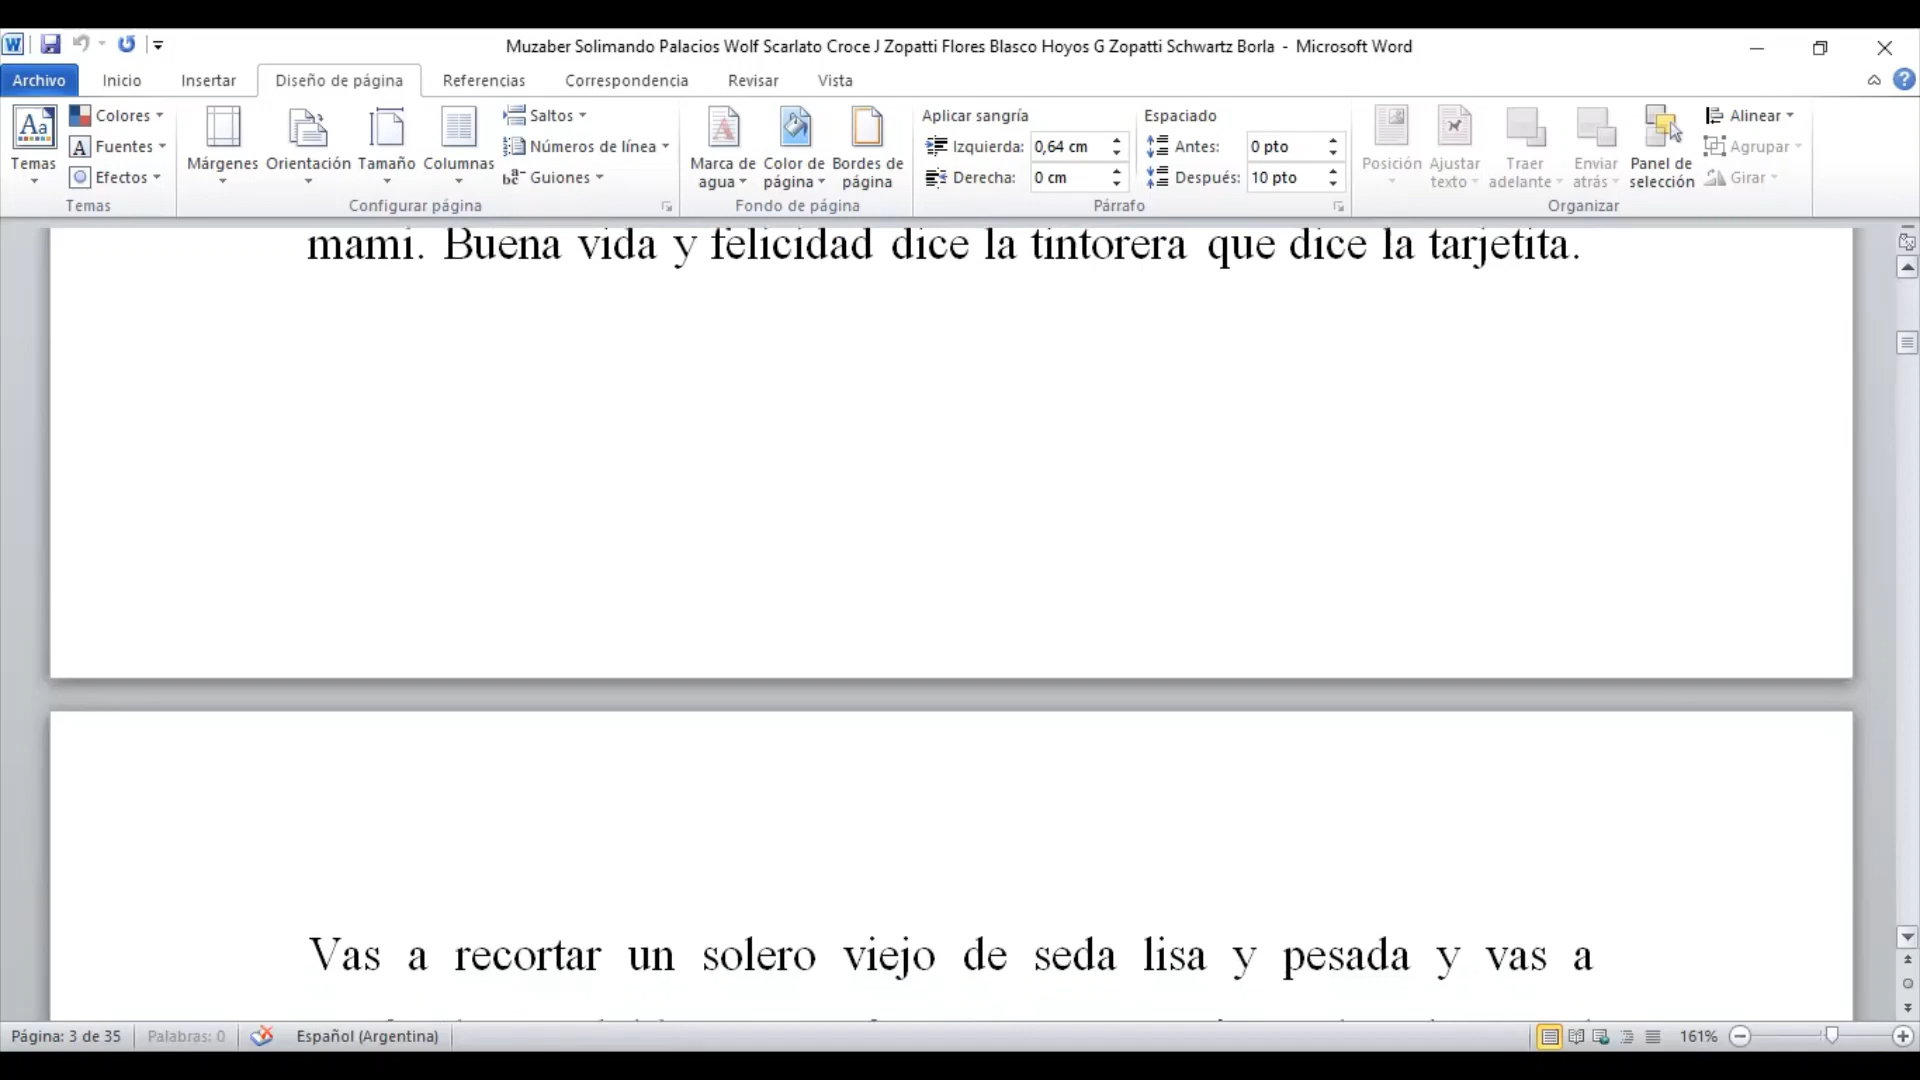 Muzaber Solimando Palacios Wolf Scarlato Croce J Zopatti Flores Blasco Hoyos G Zopatti Schwartz Borla - Microsoft Word
Archivo Inicio Insertar Diseño de página Referencias Correspondencia Revisar Vista
Temas
Colores
Fuentes
Efectos
Temas
Márgenes Orientación Tamaño Columnas
Saltos
Números de línea
Guiones
Configurar página
Marca de agua
Color de página
Bordes de página
Fondo de página
Aplicar sangría
Izquierda: 0,64 cm
Derecha: 0 cm
Espaciado
Antes: 0 pto
Después: 10 pto
Párrafo
Posición
Ajustar texto
Traer adelante
Enviar atrás
Panel de selección
Alinear
Agrupar
Girar
Organizar
mami. Buena vida y felicidad dice la tintorera que dice la tarjetita.
Vas a recortar un solero viejo de seda lisa y pesada y vas a
Página: 3 de 35 Palabras: 0 Español (Argentina) 161%